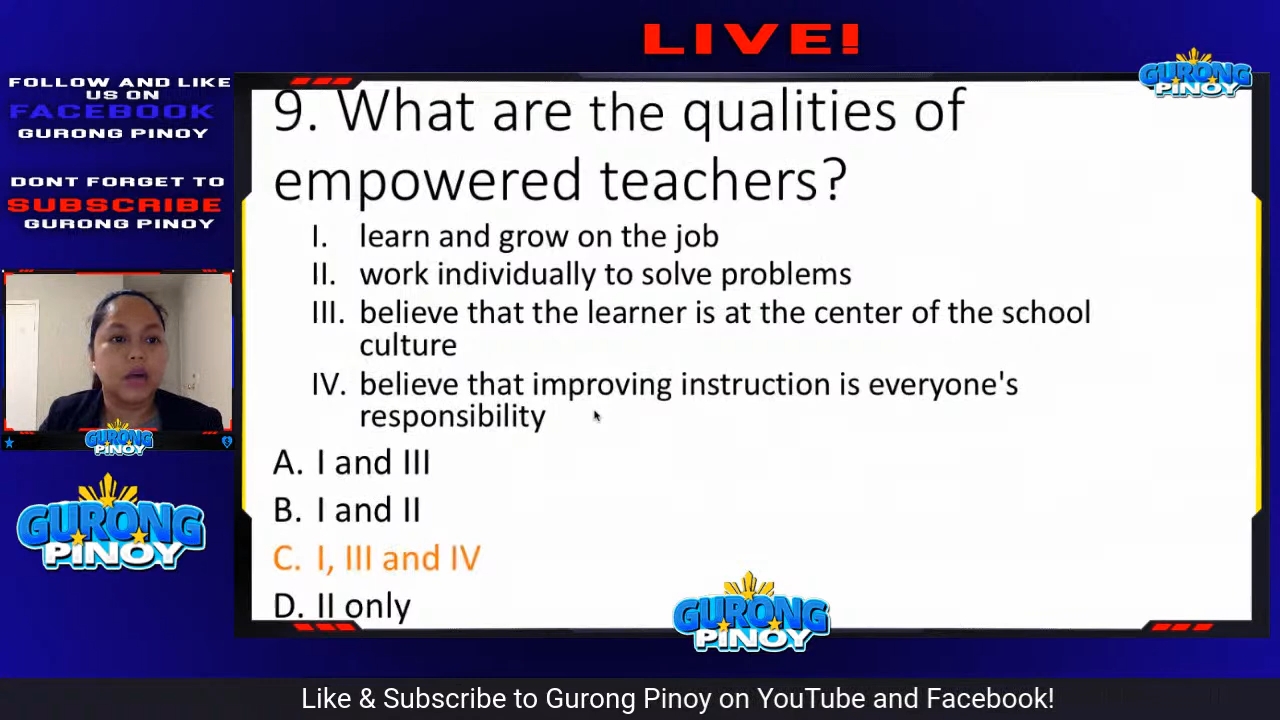 LIVE!
FOLLOW AND LIKE
US ON
FACEBOOK
GURONG PINOY
DONT FORGET TO
SUBSCRIBE
GURONG PINOY
GURONG
PINOY
GURONG
PINOY
GURONG
PINOY
9. What are the qualities of
empowered teachers?
I. learn and grow on the job
II. work individually to solve problems
III. believe that the learner is at the center of the school
culture
IV. believe that improving instruction is everyone's
responsibility
A. I and III
B. I and II
C. I, III and IV
D. II only
GURONG
PINOY
Like & Subscribe to Gurong Pinoy on YouTube and Facebook!